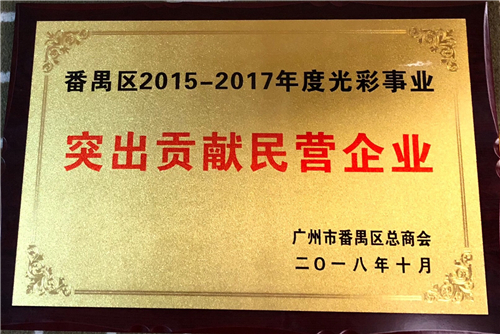 番禺区2015-2017年度光彩事业
突出贡献民营企业
广州市番禺区总商会
二〇一八年十月